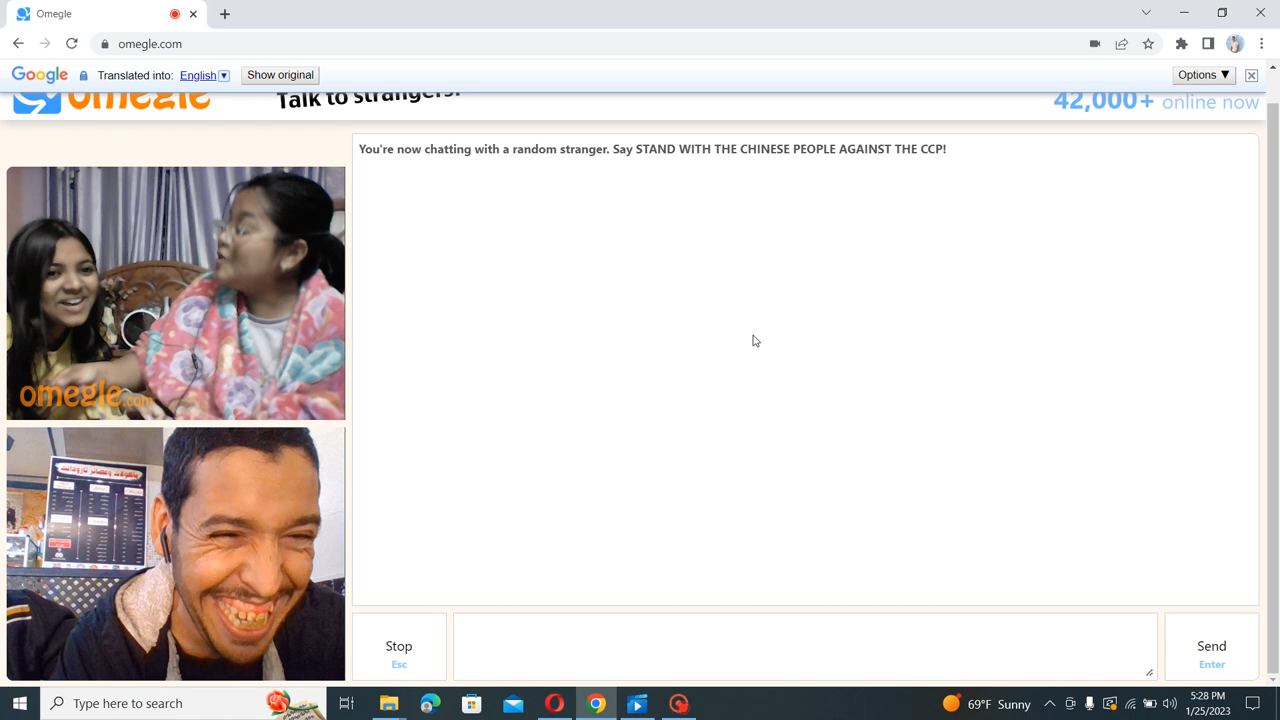 Omegle
omegle.com
Google Translated into: English▼ Show original Options ▼
omegle Talk to strangers! 42,000+ online now
You're now chatting with a random stranger. Say STAND WITH THE CHINESE PEOPLE AGAINST THE CCP!
omegle.com
Stop
Esc
Send
Enter
Type here to search
Sunny
5:28 PM
1/25/2023